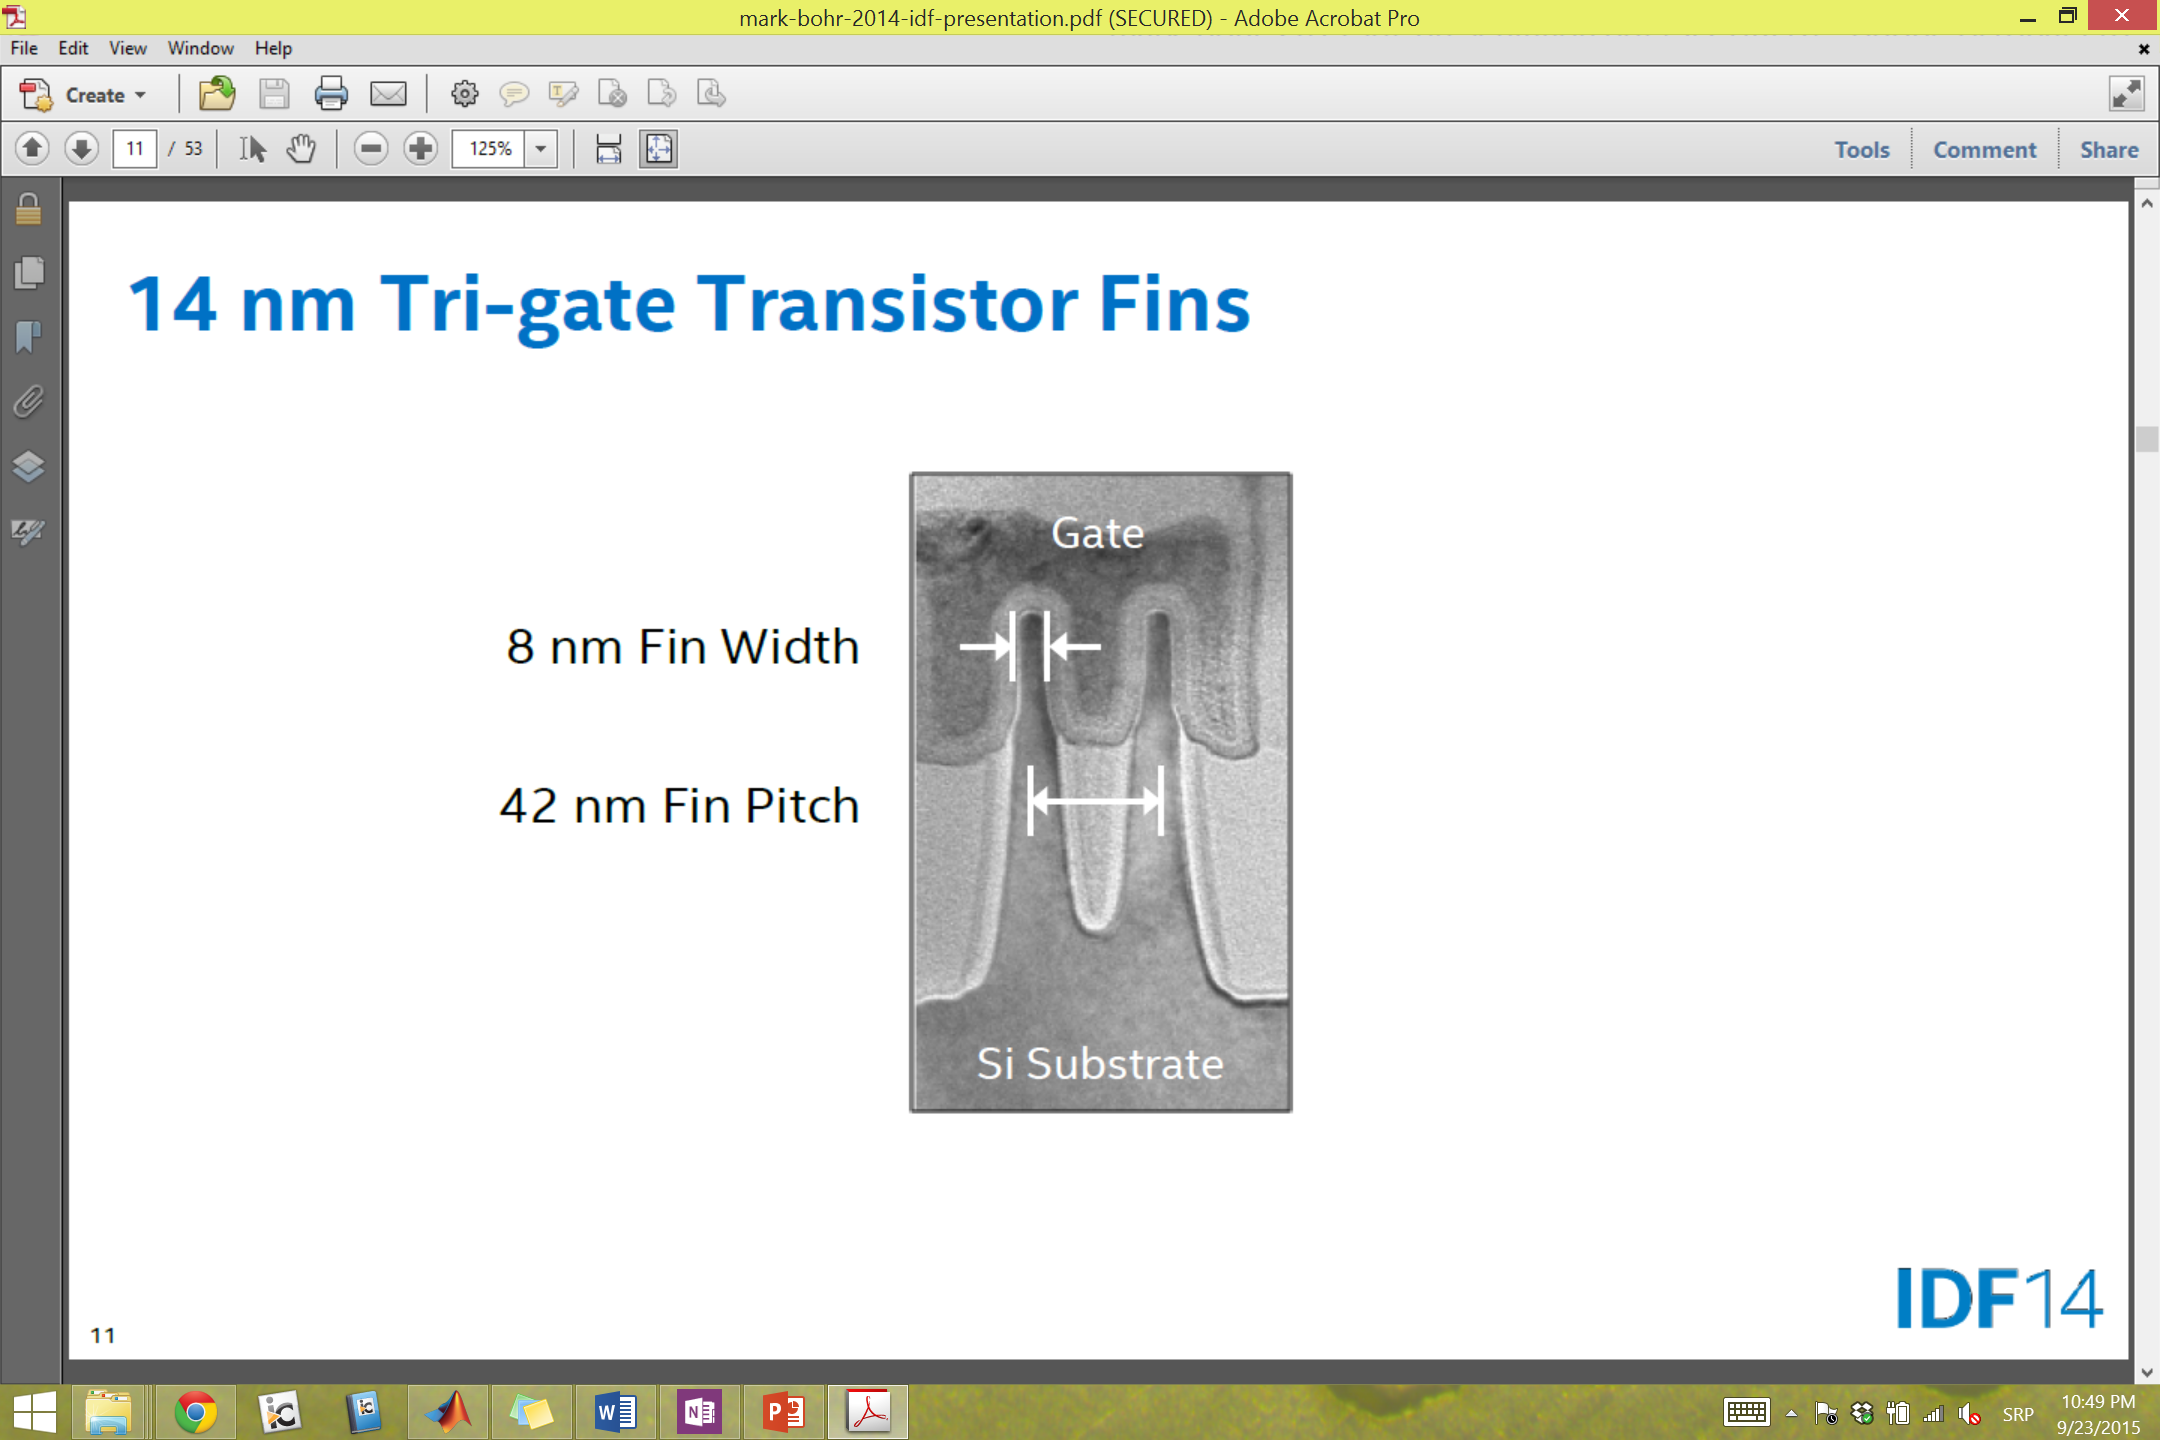 mark-bohr-2014-idf-presentation.pdf (SECURED) - Adobe Acrobat Pro
File Edit View Window Help
Create
11 / 53 125% Tools Comment Share
14 nm Tri-gate Transistor Fins
Gate
8 nm Fin Width
42 nm Fin Pitch
Si Substrate
IDF14
11
SRP
10:49 PM
9/23/2015